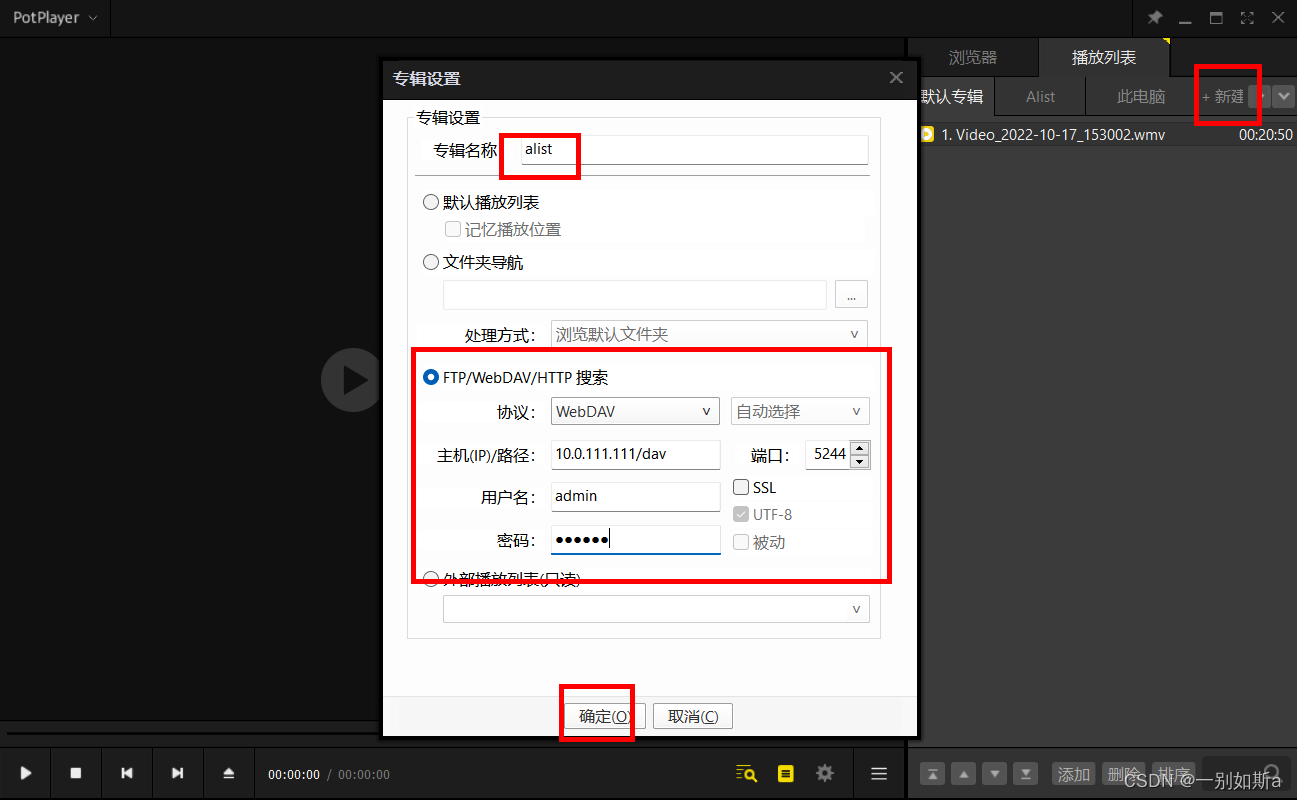 PotPlayer
浏览器 播放列表
默认专辑 Alist 此电脑 + 新建
1. Video_2022-10-17_153002.wmv 00:20:50
专辑设置
专辑设置
专辑名称 alist
默认播放列表
记忆播放位置
文件夹导航
...
处理方式: 浏览默认文件夹
FTP/WebDAV/HTTP 搜索
协议: WebDAV 自动选择
主机(IP)/路径: 10.0.111.111/dav 端口: 5244
用户名: admin SSL
UTF-8
密码: ●●●●●● 被动
外部播放列表(只读)
确定(O) 取消(C)
00:00:00 / 00:00:00
添加 删除 排序
CSDN @一别如斯a